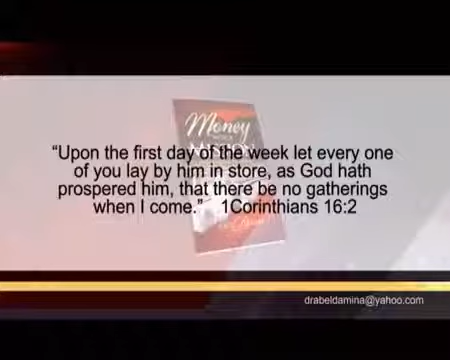 Money
MISSION
“Upon the first day of the week let every one
of you lay by him in store, as God hath
prospered him, that there be no gatherings
when I come.” 1Corinthians 16:2
drabeldamina@yahoo.com